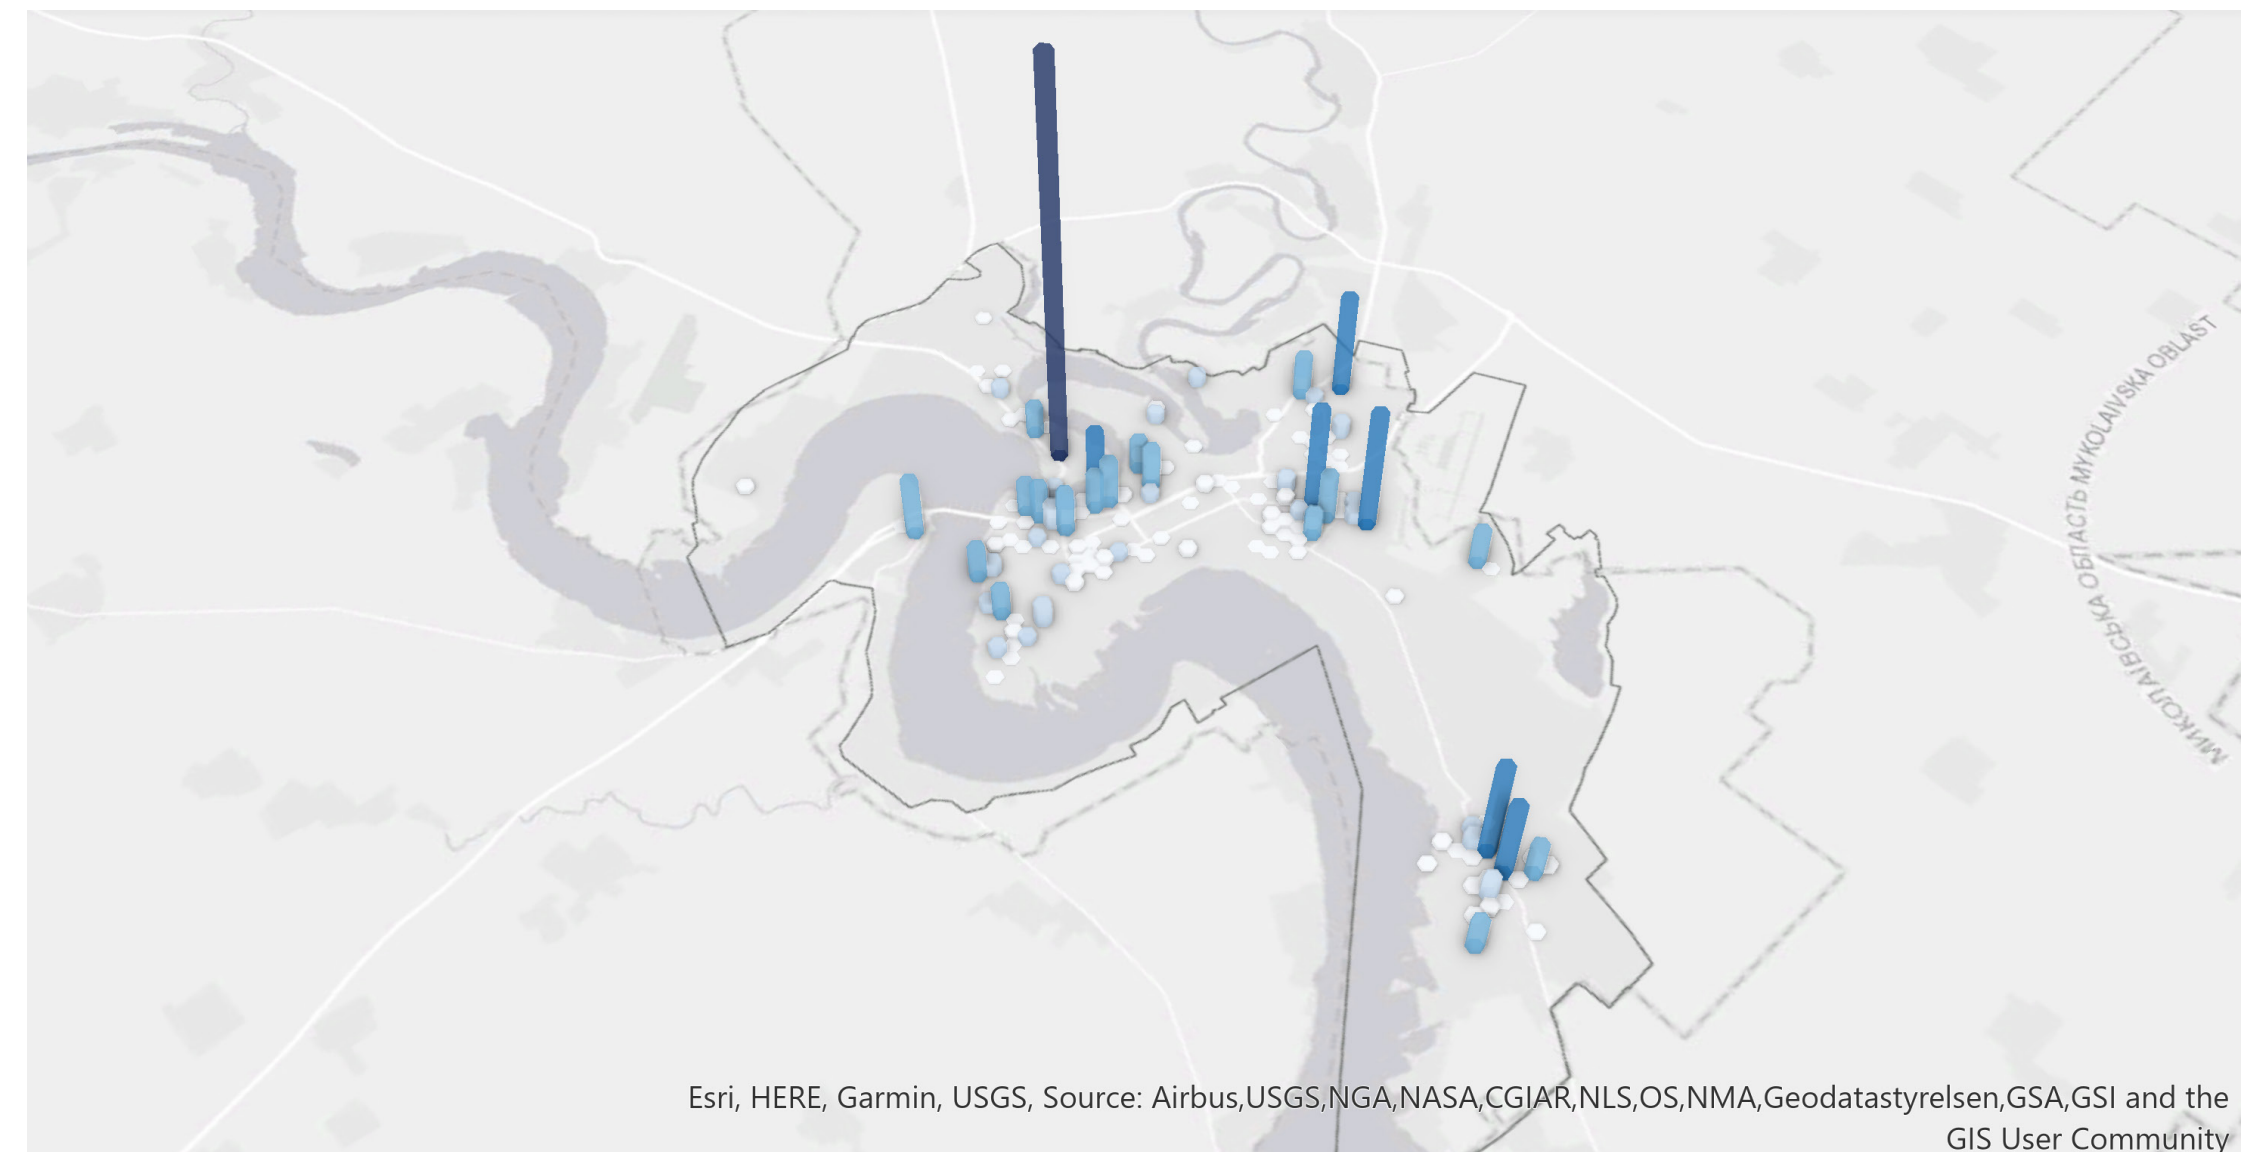 МИКОЛАЇВСЬКА ОБЛАСТЬ MYKOLAIVSKA OBLAST
Esri, HERE, Garmin, USGS, Source: Airbus,USGS,NGA,NASA,CGIAR,NLS,OS,NMA,Geodatastyrelsen,GSA,GSI and the
GIS User Community